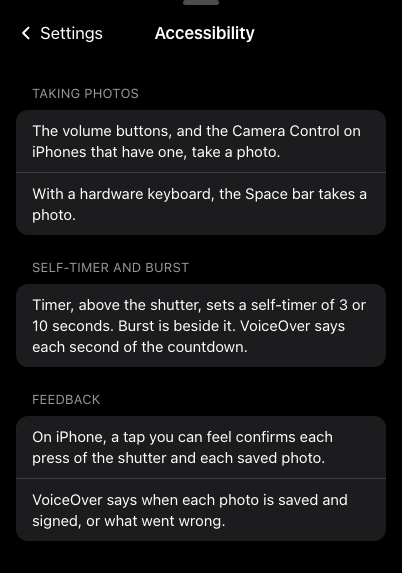 Settings
Accessibility
TAKING PHOTOS
The volume buttons, and the Camera Control on
iPhones that have one, take a photo.
With a hardware keyboard, the Space bar takes a
photo.
SELF-TIMER AND BURST
Timer, above the shutter, sets a self-timer of 3 or
10 seconds. Burst is beside it. VoiceOver says
each second of the countdown.
FEEDBACK
On iPhone, a tap you can feel confirms each
press of the shutter and each saved photo.
VoiceOver says when each photo is saved and
signed, or what went wrong.